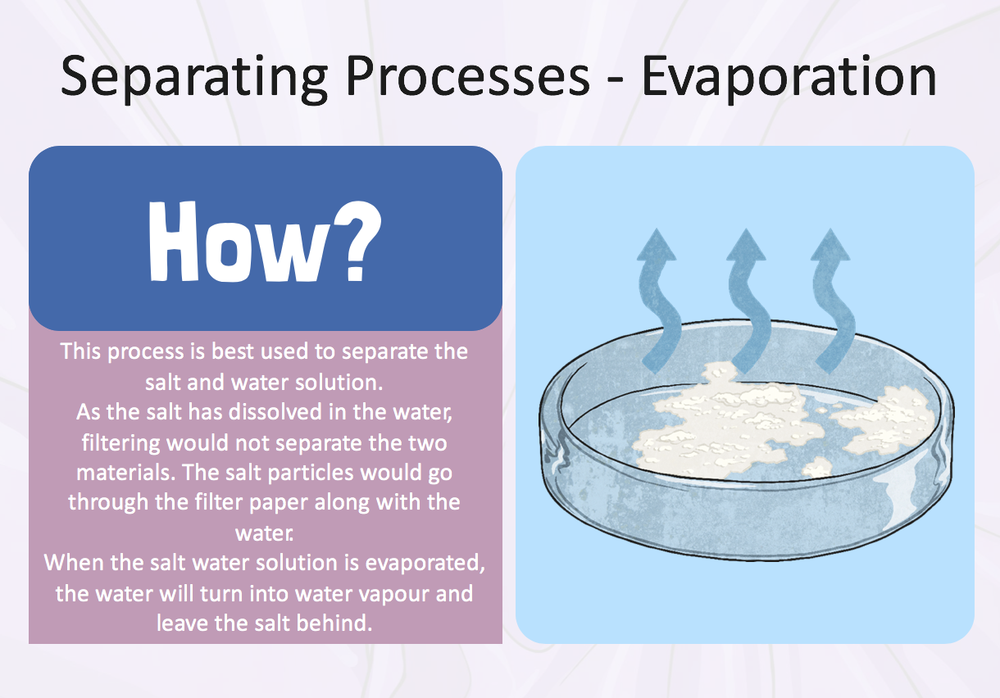 Separating Processes - Evaporation
How?
This process is best used to separate the
salt and water solution.
As the salt has dissolved in the water,
filtering would not separate the two
materials. The salt particles would go
through the filter paper along with the
water.
When the salt water solution is evaporated,
the water will turn into water vapour and
leave the salt behind.